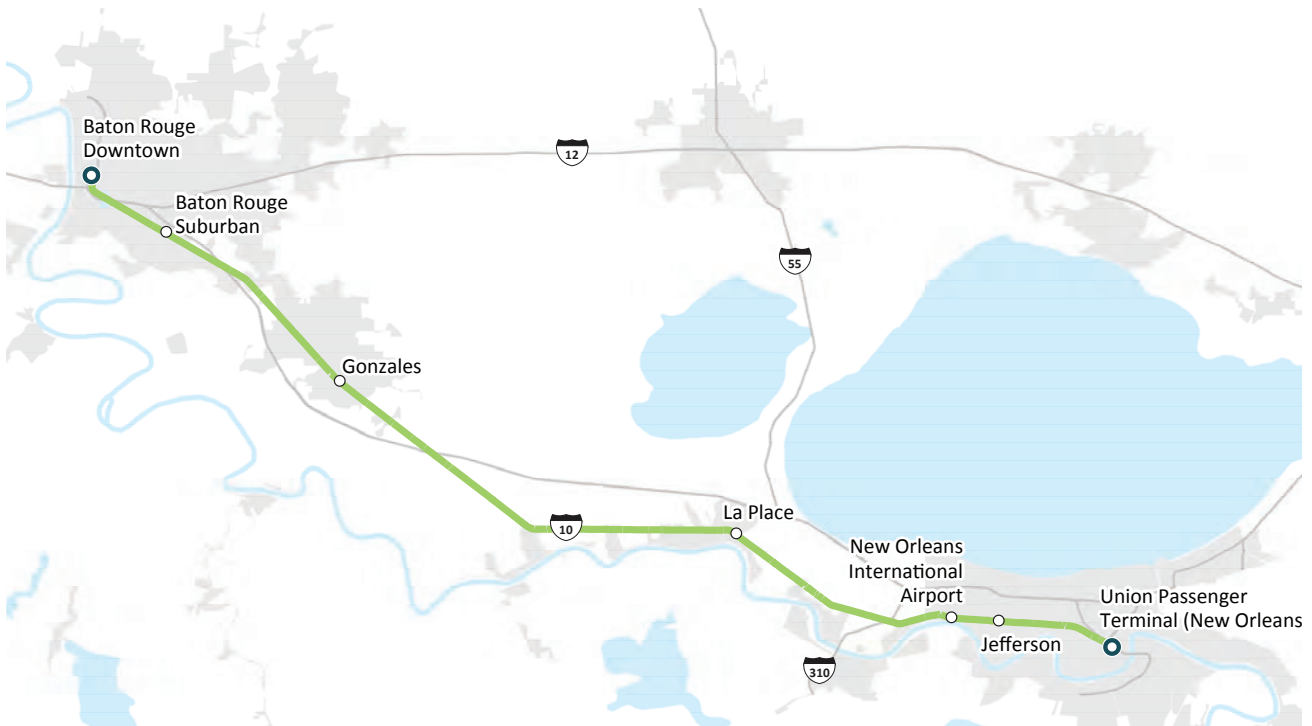 Baton Rouge
Downtown
12
Baton Rouge
Suburban
55
Gonzales
La Place
10
New Orleans
International
Airport
Union Passenger
Terminal (New Orleans
Jefferson
310